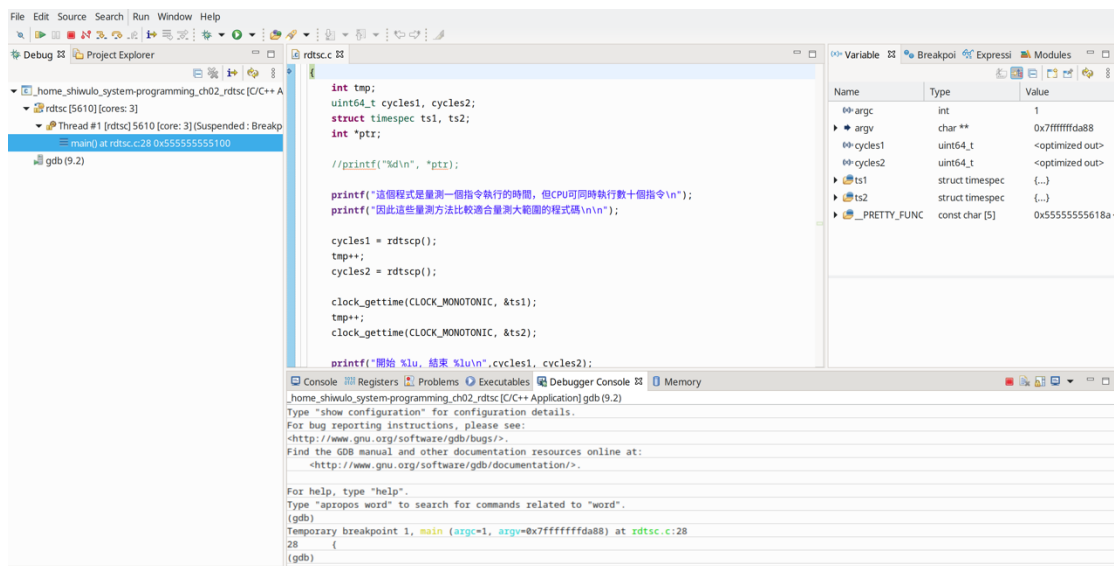 File Edit Source Search Run Window Help
Debug Project Explorer
_home_shiwulo_system-programming_ch02_rdtsc [C/C++ A
rdtsc [5610] [cores: 3]
Thread #1 [rdtsc] 5610 [core: 3] (Suspended : Breakp
main() at rdtsc.c:28 0x555555555100
gdb (9.2)
rdtsc.c
{
int tmp;
uint64_t cycles1, cycles2;
struct timespec ts1, ts2;
int *ptr;
//printf("%d\n", *ptr);
printf("這個程式是量測一個指令執行的時間，但CPU可同時執行數十個指令\n");
printf("因此這些量測方法比較適合量測大範圍的程式碼\n\n");
cycles1 = rdtscp();
tmp++;
cycles2 = rdtscp();
clock_gettime(CLOCK_MONOTONIC, &ts1);
tmp++;
clock_gettime(CLOCK_MONOTONIC, &ts2);
printf("開始 %lu, 結束 %lu\n",cycles1, cycles2);
Variable Breakpoi Expressi Modules
Name Type Value
argc int 1
argv char ** 0x7fffffffda88
cycles1 uint64_t <optimized out>
cycles2 uint64_t <optimized out>
ts1 struct timespec {...}
ts2 struct timespec {...}
__PRETTY_FUNC const char [5] 0x55555555618a
Console Registers Problems Executables Debugger Console Memory
_home_shiwulo_system-programming_ch02_rdtsc [C/C++ Application] gdb (9.2)
Type "show configuration" for configuration details.
For bug reporting instructions, please see:
<http://www.gnu.org/software/gdb/bugs/>.
Find the GDB manual and other documentation resources online at:
<http://www.gnu.org/software/gdb/documentation/>.
For help, type "help".
Type "apropos word" to search for commands related to "word".
(gdb)
Temporary breakpoint 1, main (argc=1, argv=0x7fffffffda88) at rdtsc.c:28
28 {
(gdb)